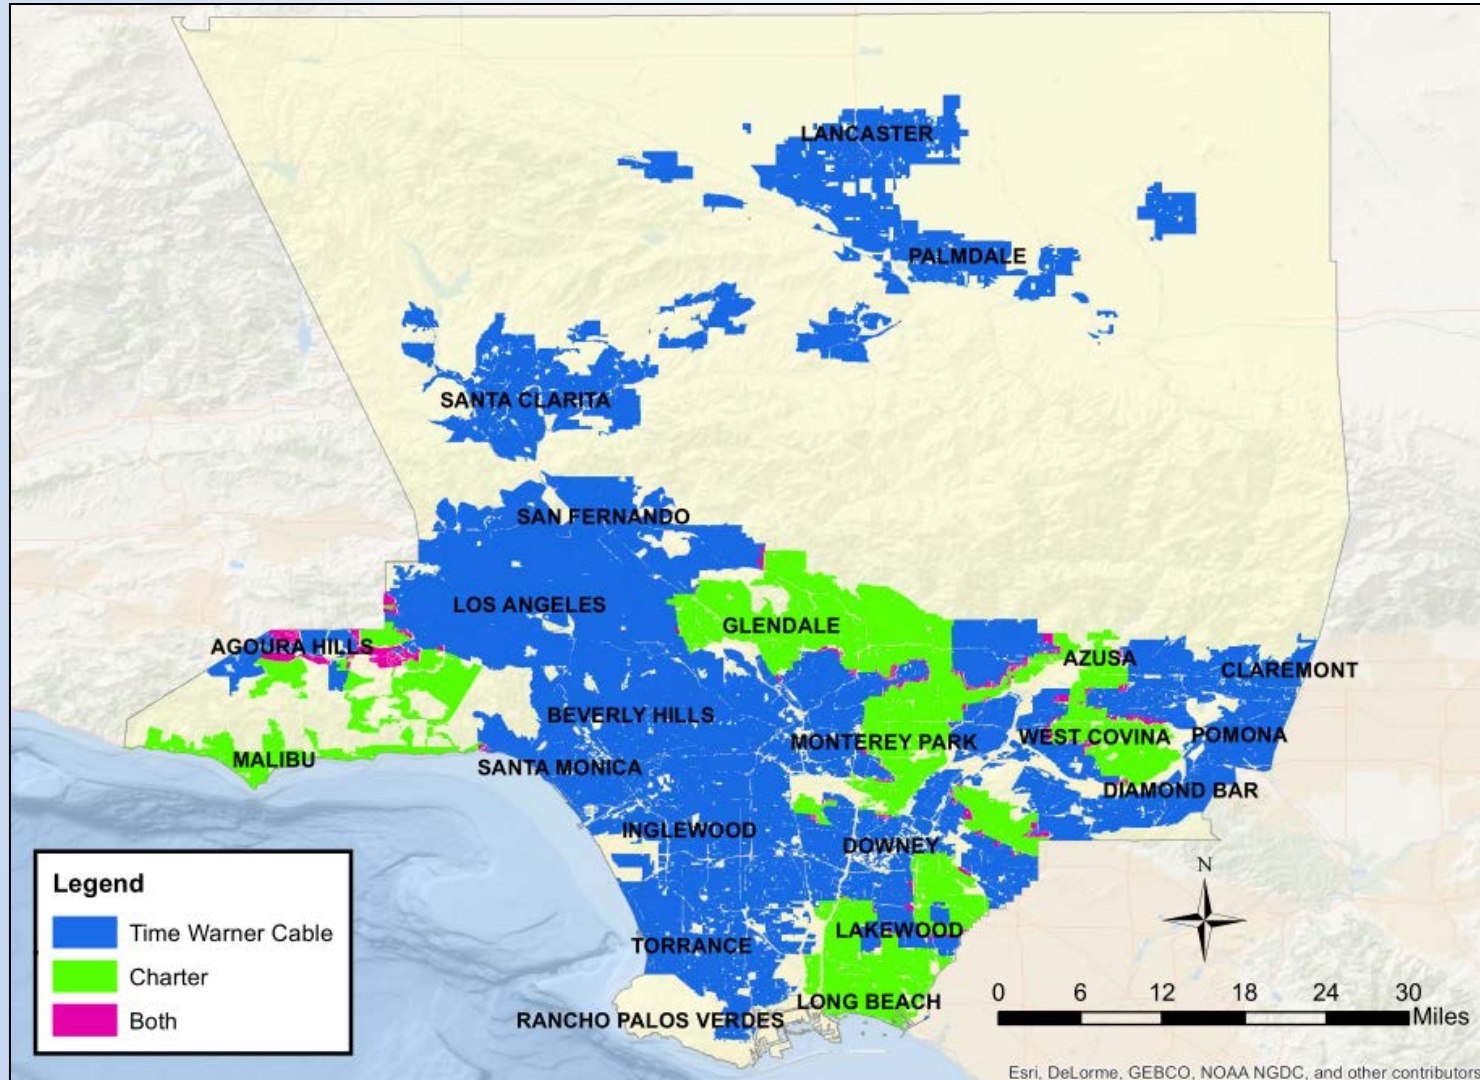 LANCASTER
PALMDALE
SANTA CLARITA
SAN FERNANDO
LOS ANGELES
GLENDALE
AGOURA HILLS
AZUSA
CLAREMONT
BEVERLY HILLS
MONTEREY PARK
WEST COVINA
POMONA
MALIBU
SANTA MONICA
DIAMOND BAR
INGLEWOOD
DOWNEY
LAKEWOOD
TORRANCE
LONG BEACH
RANCHO PALOS VERDES
Legend
Time Warner Cable
Charter
Both
N
0 6 12 18 24 30
Miles
Esri, DeLorme, GEBCO, NOAA NGDC, and other contributors